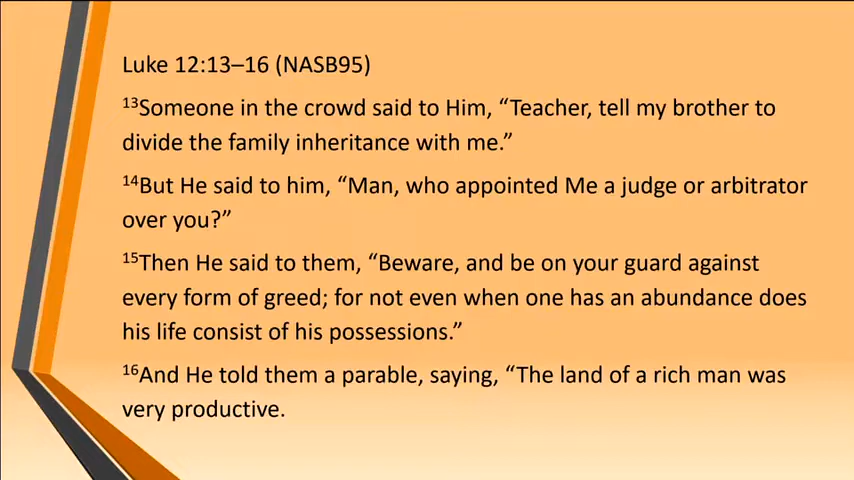 Luke 12:13–16 (NASB95)
¹³Someone in the crowd said to Him, “Teacher, tell my brother to
divide the family inheritance with me.”
¹⁴But He said to him, “Man, who appointed Me a judge or arbitrator
over you?”
¹⁵Then He said to them, “Beware, and be on your guard against
every form of greed; for not even when one has an abundance does
his life consist of his possessions.”
¹⁶And He told them a parable, saying, “The land of a rich man was
very productive.